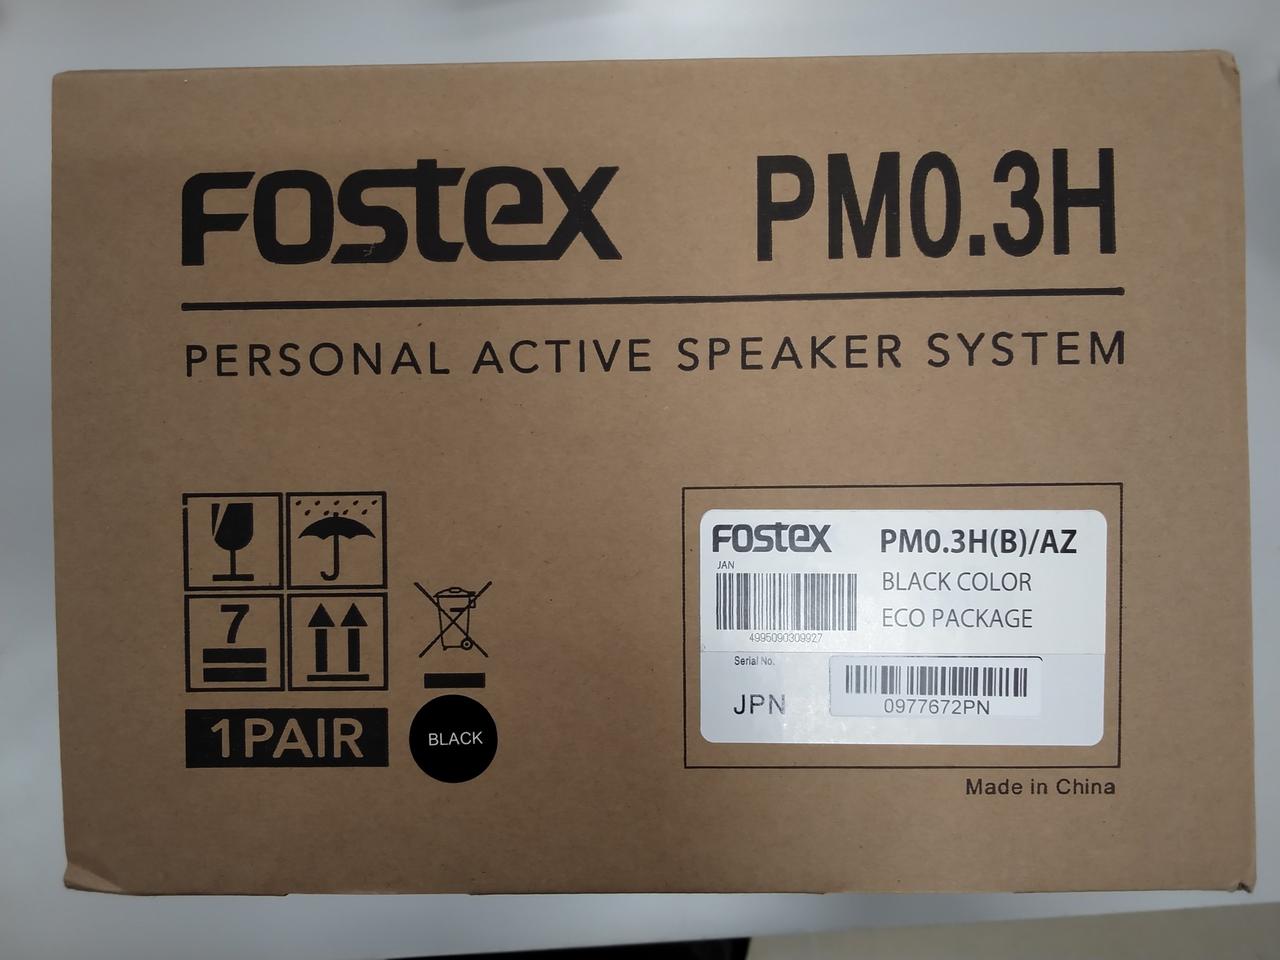 FOSTEX PM0.3H
PERSONAL ACTIVE SPEAKER SYSTEM
7
1PAIR
BLACK
FOSTEX PM0.3H(B)/AZ
JAN
BLACK COLOR
ECO PACKAGE
4995090309927
Serial No.
JPN
0977672PN
Made in China